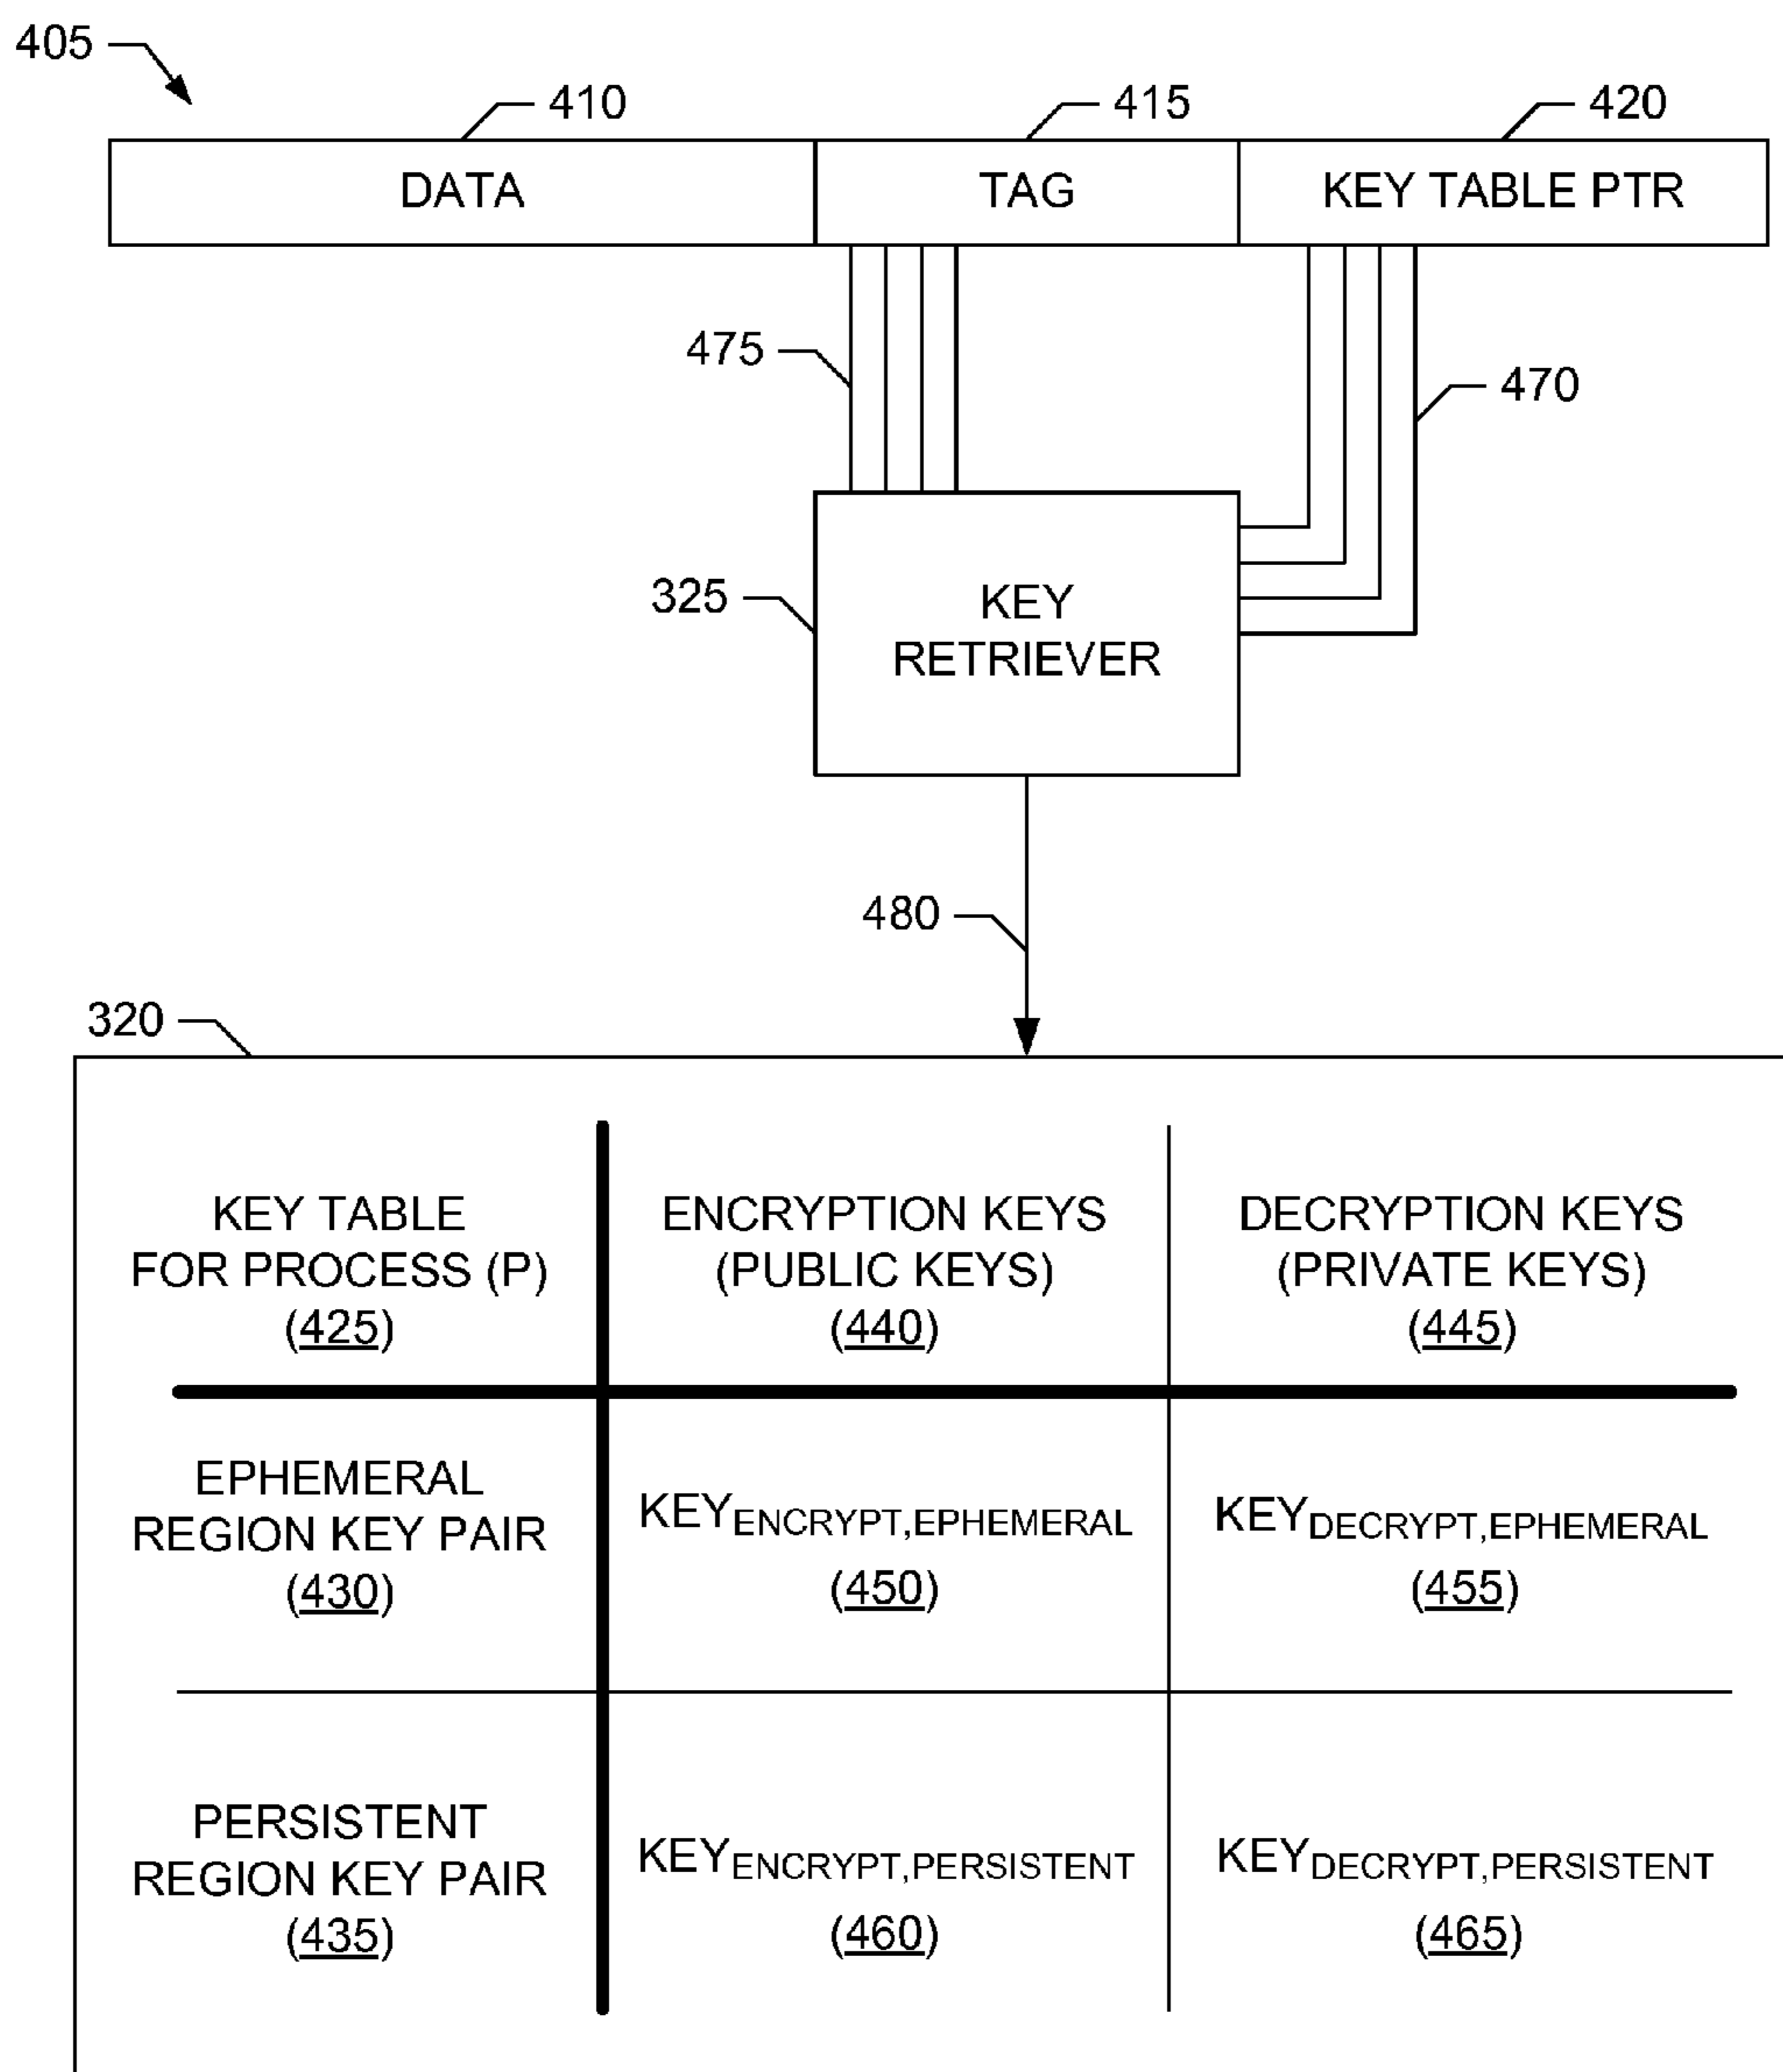 405
410
415
420
DATA
TAG
KEY TABLE PTR
475
470
325
KEY
RETRIEVER
480
320
KEY TABLE
FOR PROCESS (P)
(425)
ENCRYPTION KEYS
(PUBLIC KEYS)
(440)
DECRYPTION KEYS
(PRIVATE KEYS)
(445)
EPHEMERAL
REGION KEY PAIR
(430)
KEYENCRYPT,EPHEMERAL
(450)
KEYDECRYPT,EPHEMERAL
(455)
PERSISTENT
REGION KEY PAIR
(435)
KEYENCRYPT,PERSISTENT
(460)
KEYDECRYPT,PERSISTENT
(465)